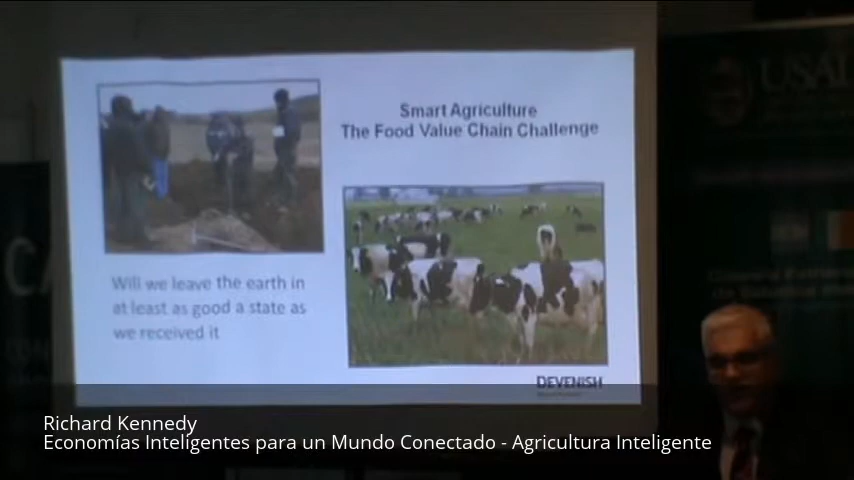 Smart Agriculture
The Food Value Chain Challenge
Will we leave the earth in
at least as good a state as
we received it
DEVENISH
Richard Kennedy
Economías Inteligentes para un Mundo Conectado - Agricultura Inteligente